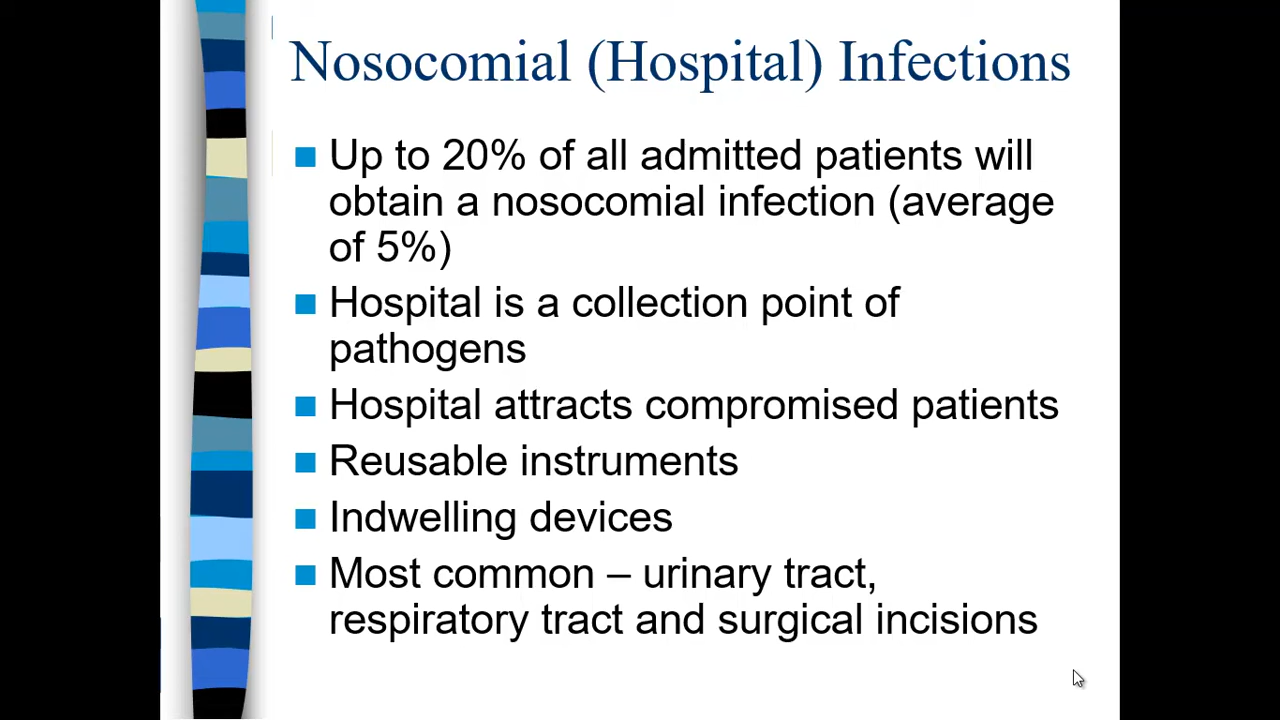 Nosocomial (Hospital) Infections
Up to 20% of all admitted patients will
obtain a nosocomial infection (average
of 5%)
Hospital is a collection point of
pathogens
Hospital attracts compromised patients
Reusable instruments
Indwelling devices
Most common – urinary tract,
respiratory tract and surgical incisions